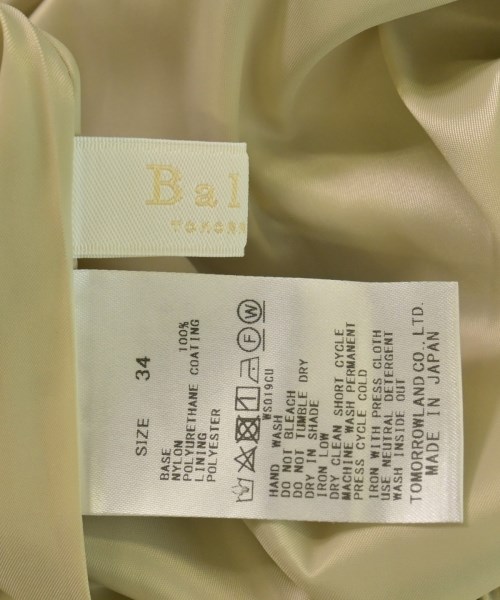 Bal
SIZE 34
BASE
NYLON 100%
POLYURETHANE COATING
LINING
POLYESTER
WS019CU
HAND WASH
DO NOT BLEACH
DO NOT TUMBLE DRY
DRY IN SHADE
IRON LOW
DRY CLEAN SHORT CYCLE
MACHINE WASH PERMANENT
PRESS CYCLE COLD
IRON WITH PRESS CLOTH
USE NEUTRAL DETERGENT
WASH INSIDE OUT
TOMORROWLAND CO., LTD.
MADE IN JAPAN